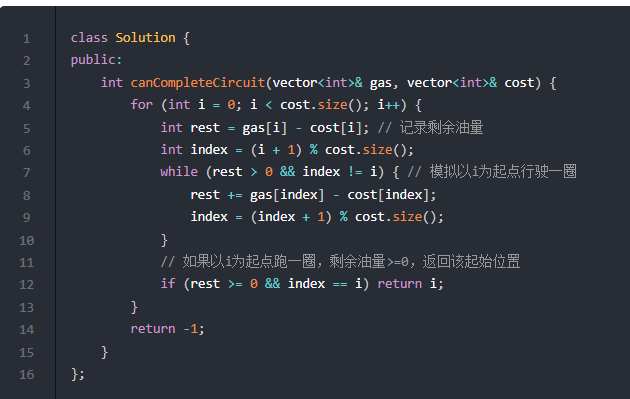 1 class Solution {
2 public:
3     int canCompleteCircuit(vector<int>& gas, vector<int>& cost) {
4         for (int i = 0; i < cost.size(); i++) {
5             int rest = gas[i] - cost[i]; // 记录剩余油量
6             int index = (i + 1) % cost.size();
7             while (rest > 0 && index != i) { // 模拟以i为起点行驶一圈
8                 rest += gas[index] - cost[index];
9                 index = (index + 1) % cost.size();
10             }
11             // 如果以i为起点跑一圈，剩余油量>=0，返回该起始位置
12             if (rest >= 0 && index == i) return i;
13         }
14         return -1;
15     }
16 };